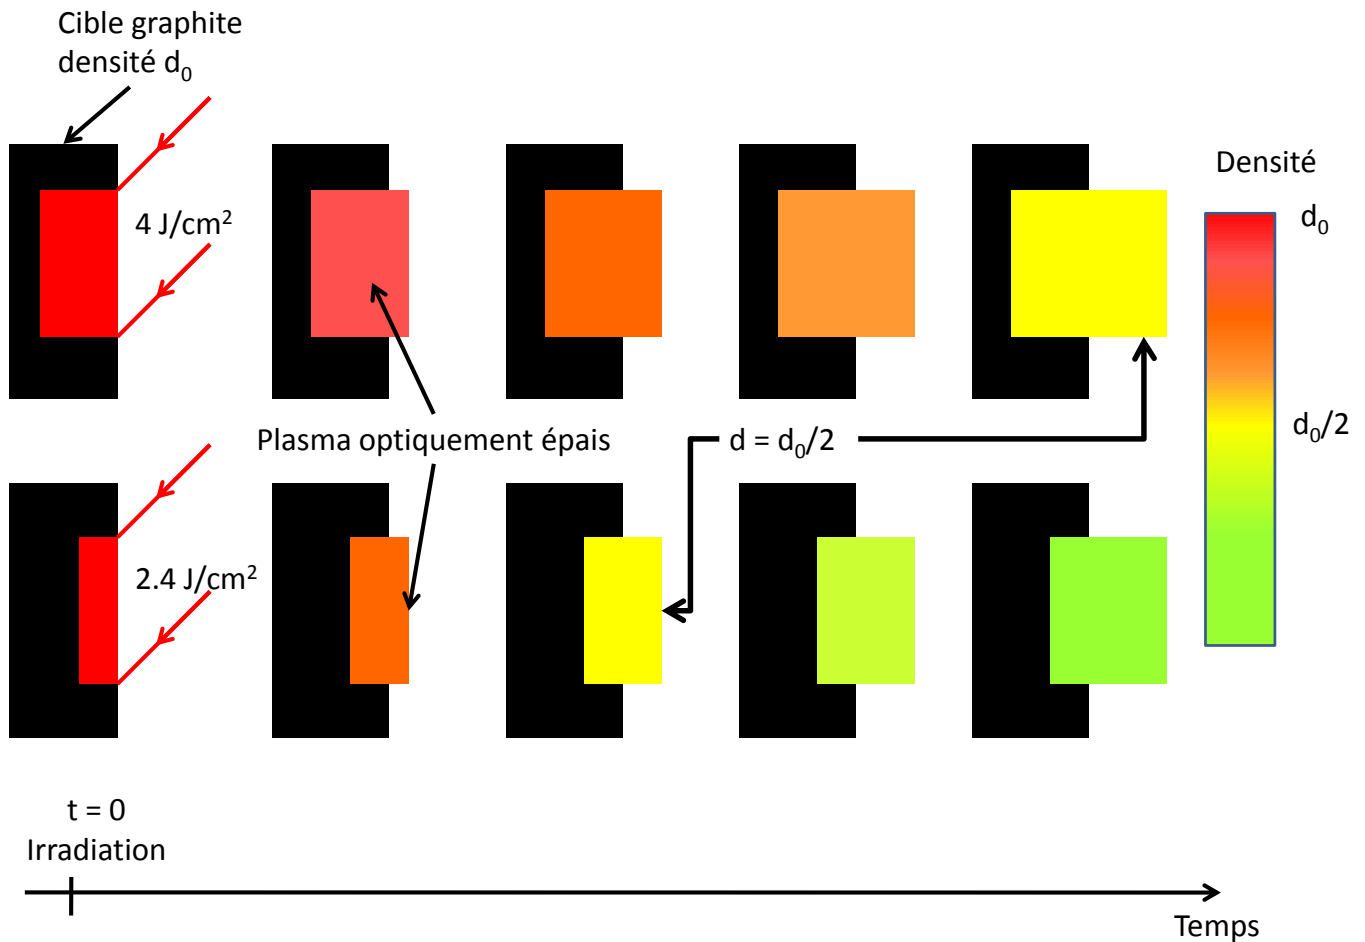 Cible graphite
densité d₀
4 J/cm²
Densité
d₀
d₀/2
Plasma optiquement épais
d = d₀/2
2.4 J/cm²
t = 0
Irradiation
Temps